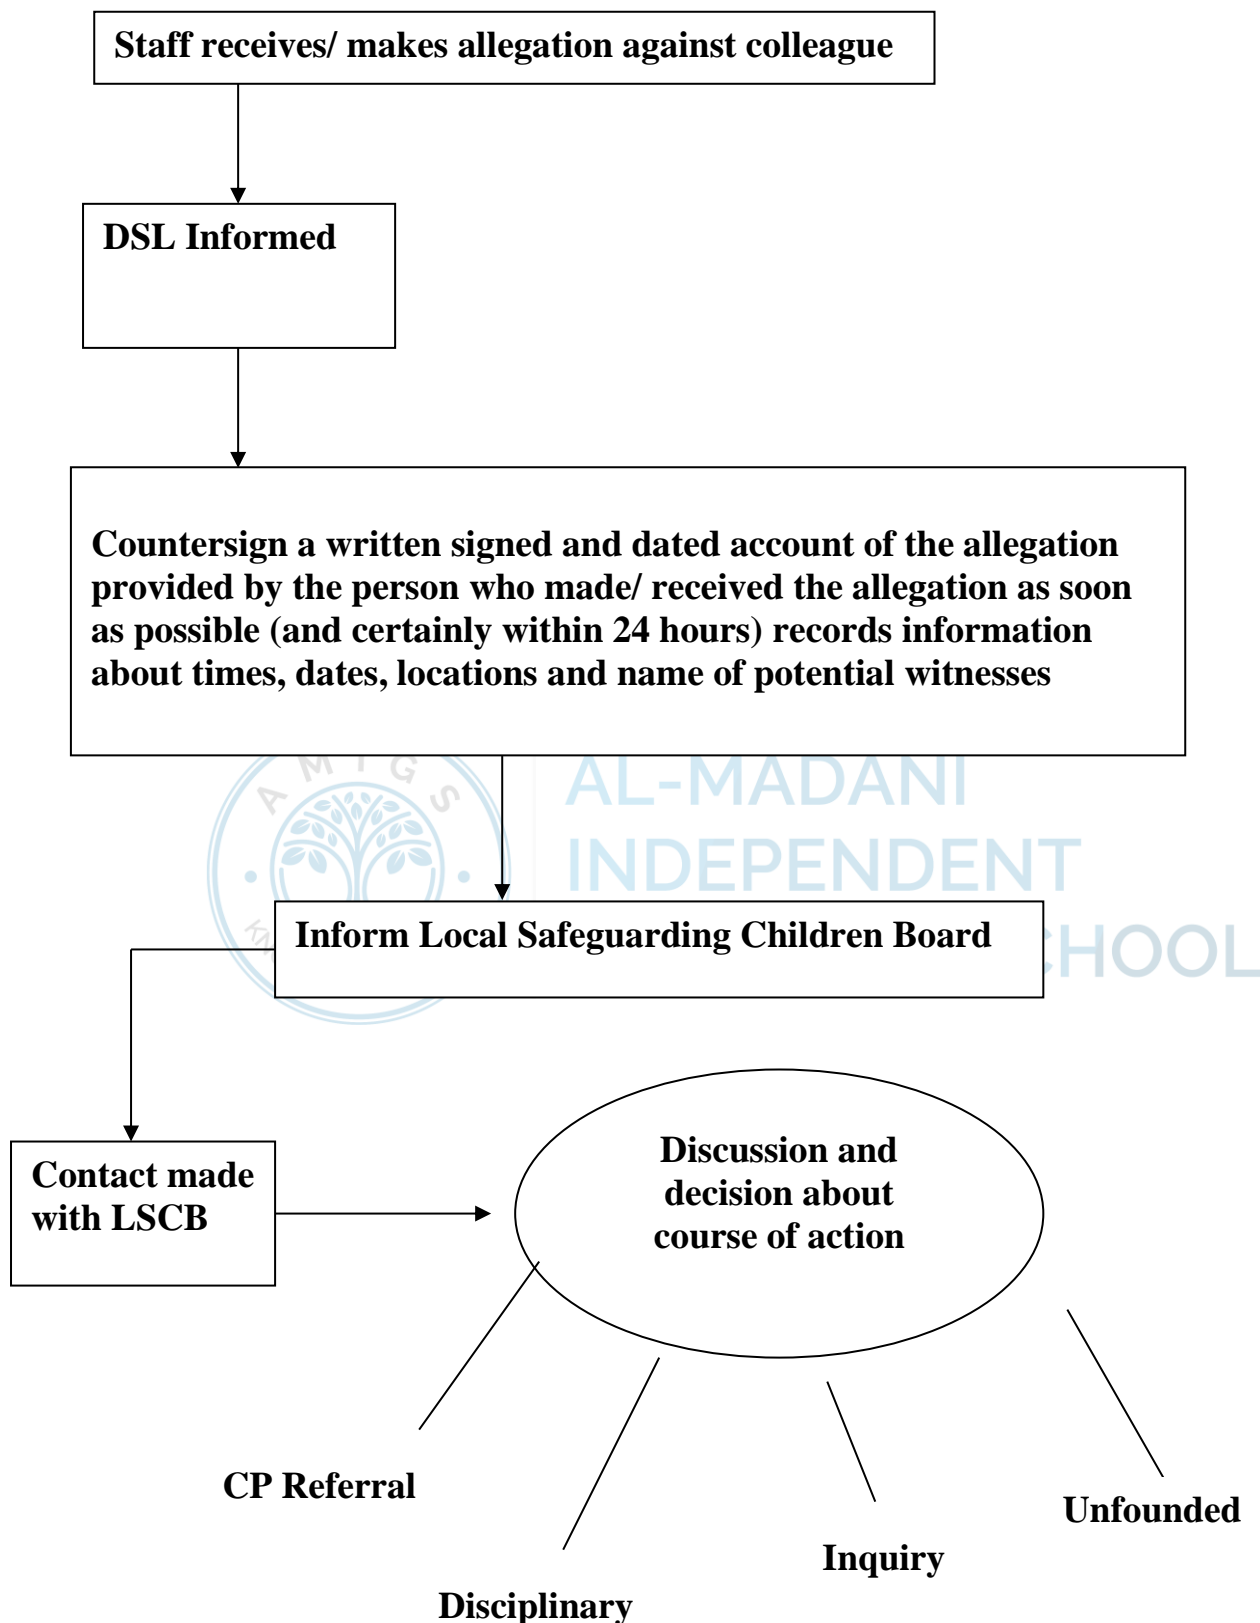 Staff receives/ makes allegation against colleague
DSL Informed
Countersign a written signed and dated account of the allegation
provided by the person who made/ received the allegation as soon
as possible (and certainly within 24 hours) records information
about times, dates, locations and name of potential witnesses
A M I G S
AL-MADANI
INDEPENDENT
CHOOL
Inform Local Safeguarding Children Board
Contact made
with LSCB
Discussion and
decision about
course of action
CP Referral
Unfounded
Inquiry
Disciplinary